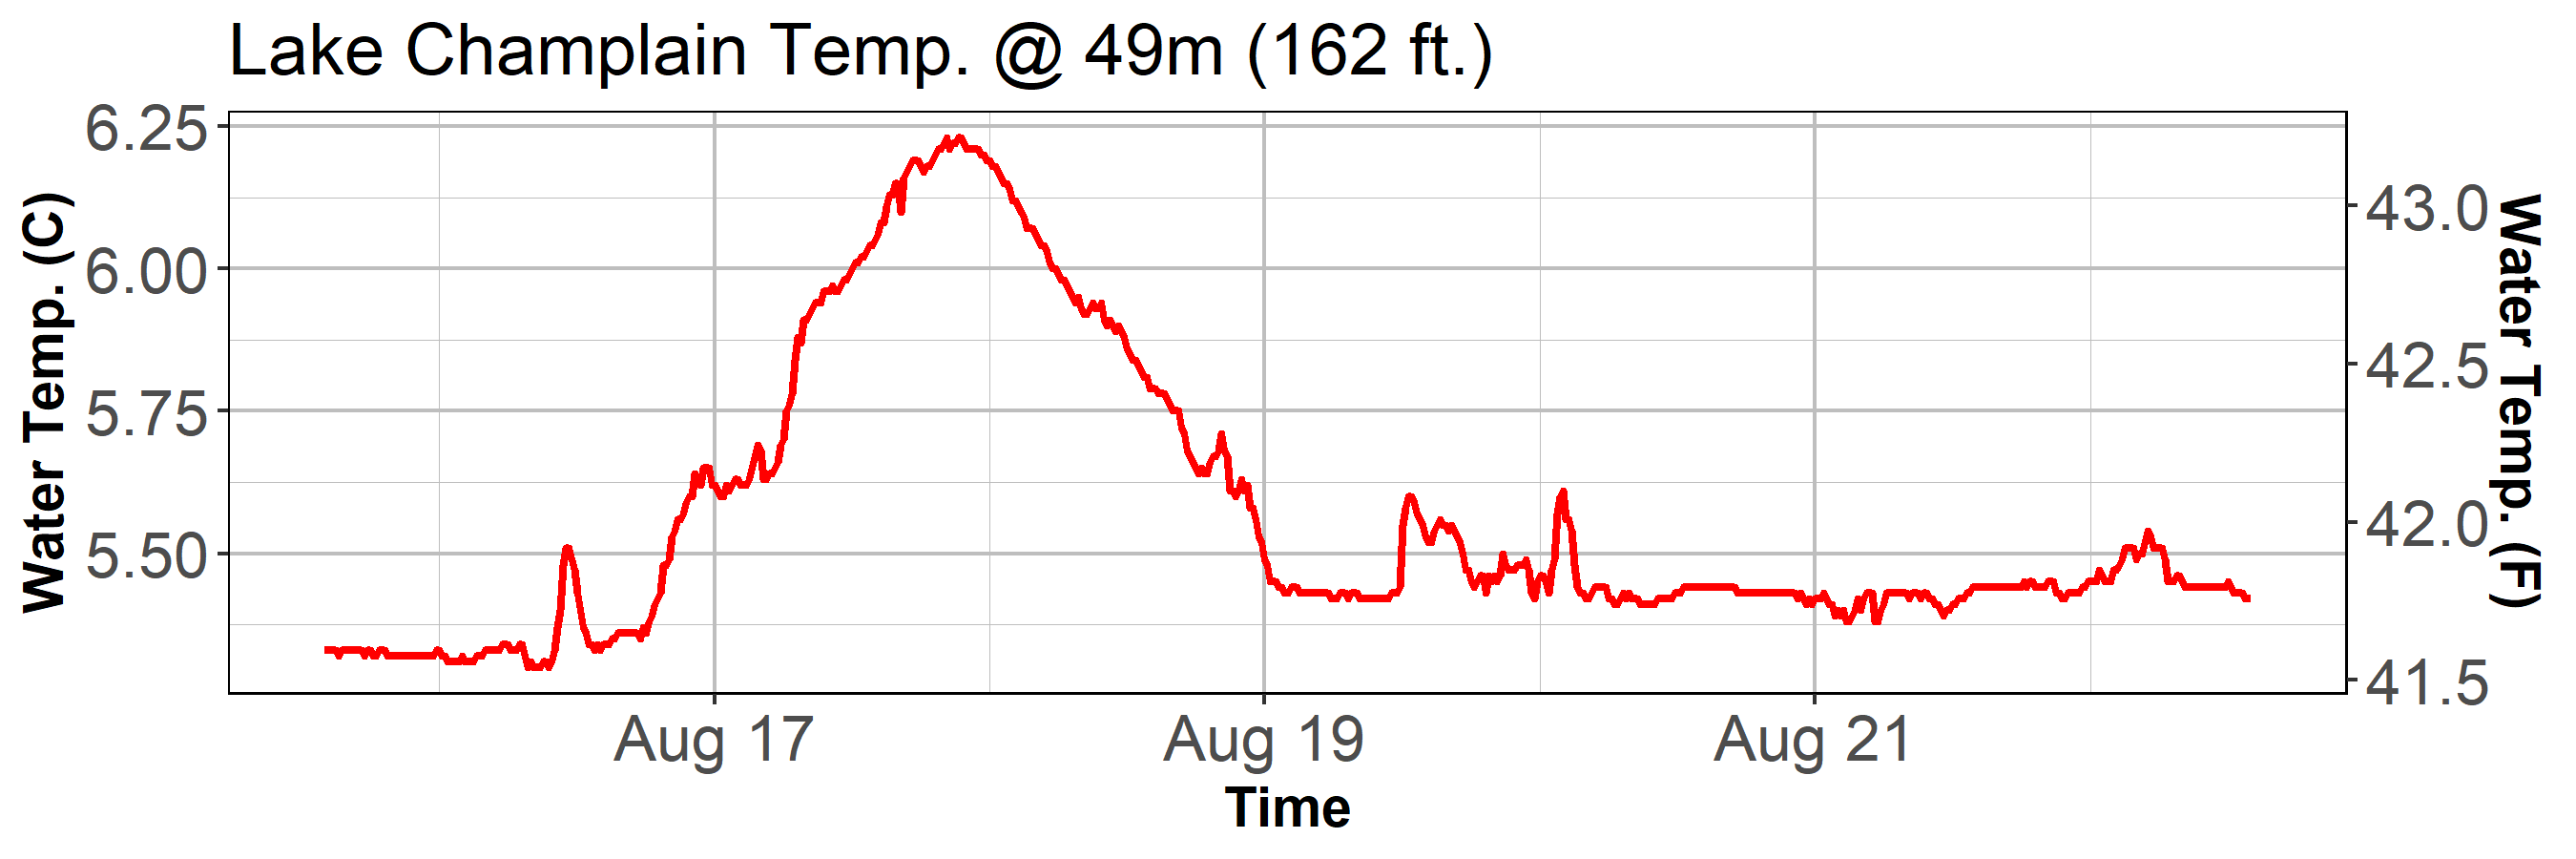 Lake Champlain Temp. @ 49m (162 ft.)
Water Temp. (C)
6.25
6.00
5.75
5.50
43.0
42.5
42.0
41.5
Water Temp. (F)
Aug 17
Aug 19
Aug 21
Time